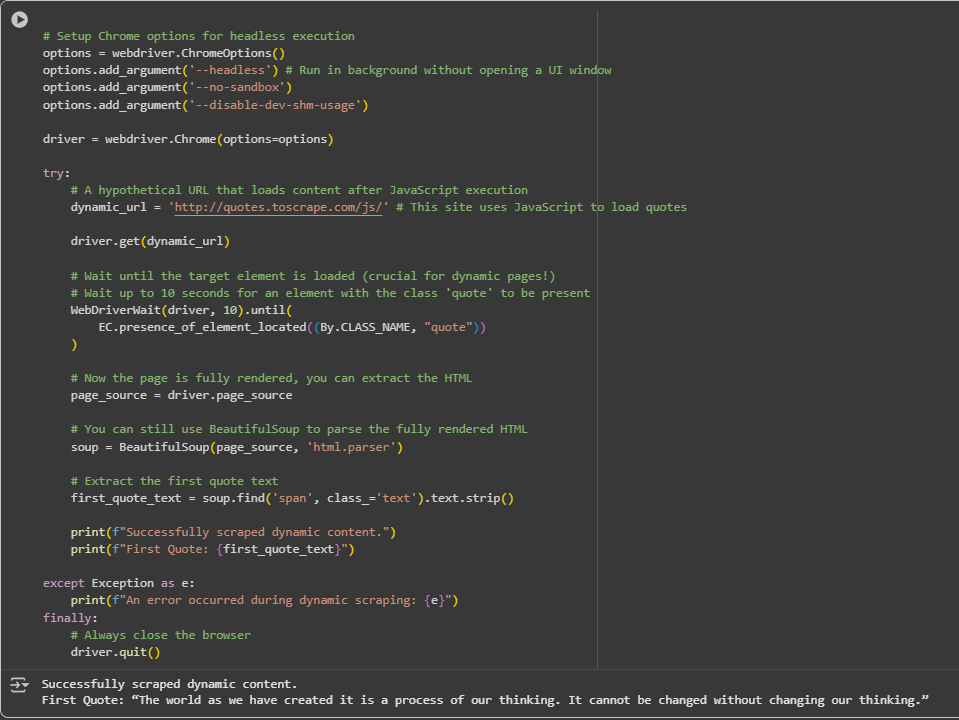 # Setup Chrome options for headless execution
options = webdriver.ChromeOptions()
options.add_argument('--headless') # Run in background without opening a UI window
options.add_argument('--no-sandbox')
options.add_argument('--disable-dev-shm-usage')

driver = webdriver.Chrome(options=options)

try:
    # A hypothetical URL that loads content after JavaScript execution
    dynamic_url = 'http://quotes.toscrape.com/js/' # This site uses JavaScript to load quotes

    driver.get(dynamic_url)

    # Wait until the target element is loaded (crucial for dynamic pages!)
    # Wait up to 10 seconds for an element with the class 'quote' to be present
    WebDriverWait(driver, 10).until(
        EC.presence_of_element_located((By.CLASS_NAME, "quote"))
    )

    # Now the page is fully rendered, you can extract the HTML
    page_source = driver.page_source

    # You can still use BeautifulSoup to parse the fully rendered HTML
    soup = BeautifulSoup(page_source, 'html.parser')

    # Extract the first quote text
    first_quote_text = soup.find('span', class_='text').text.strip()

    print(f"Successfully scraped dynamic content.")
    print(f"First Quote: {first_quote_text}")

except Exception as e:
    print(f"An error occurred during dynamic scraping: {e}")
finally:
    # Always close the browser
    driver.quit()
Successfully scraped dynamic content.
First Quote: “The world as we have created it is a process of our thinking. It cannot be changed without changing our thinking.”